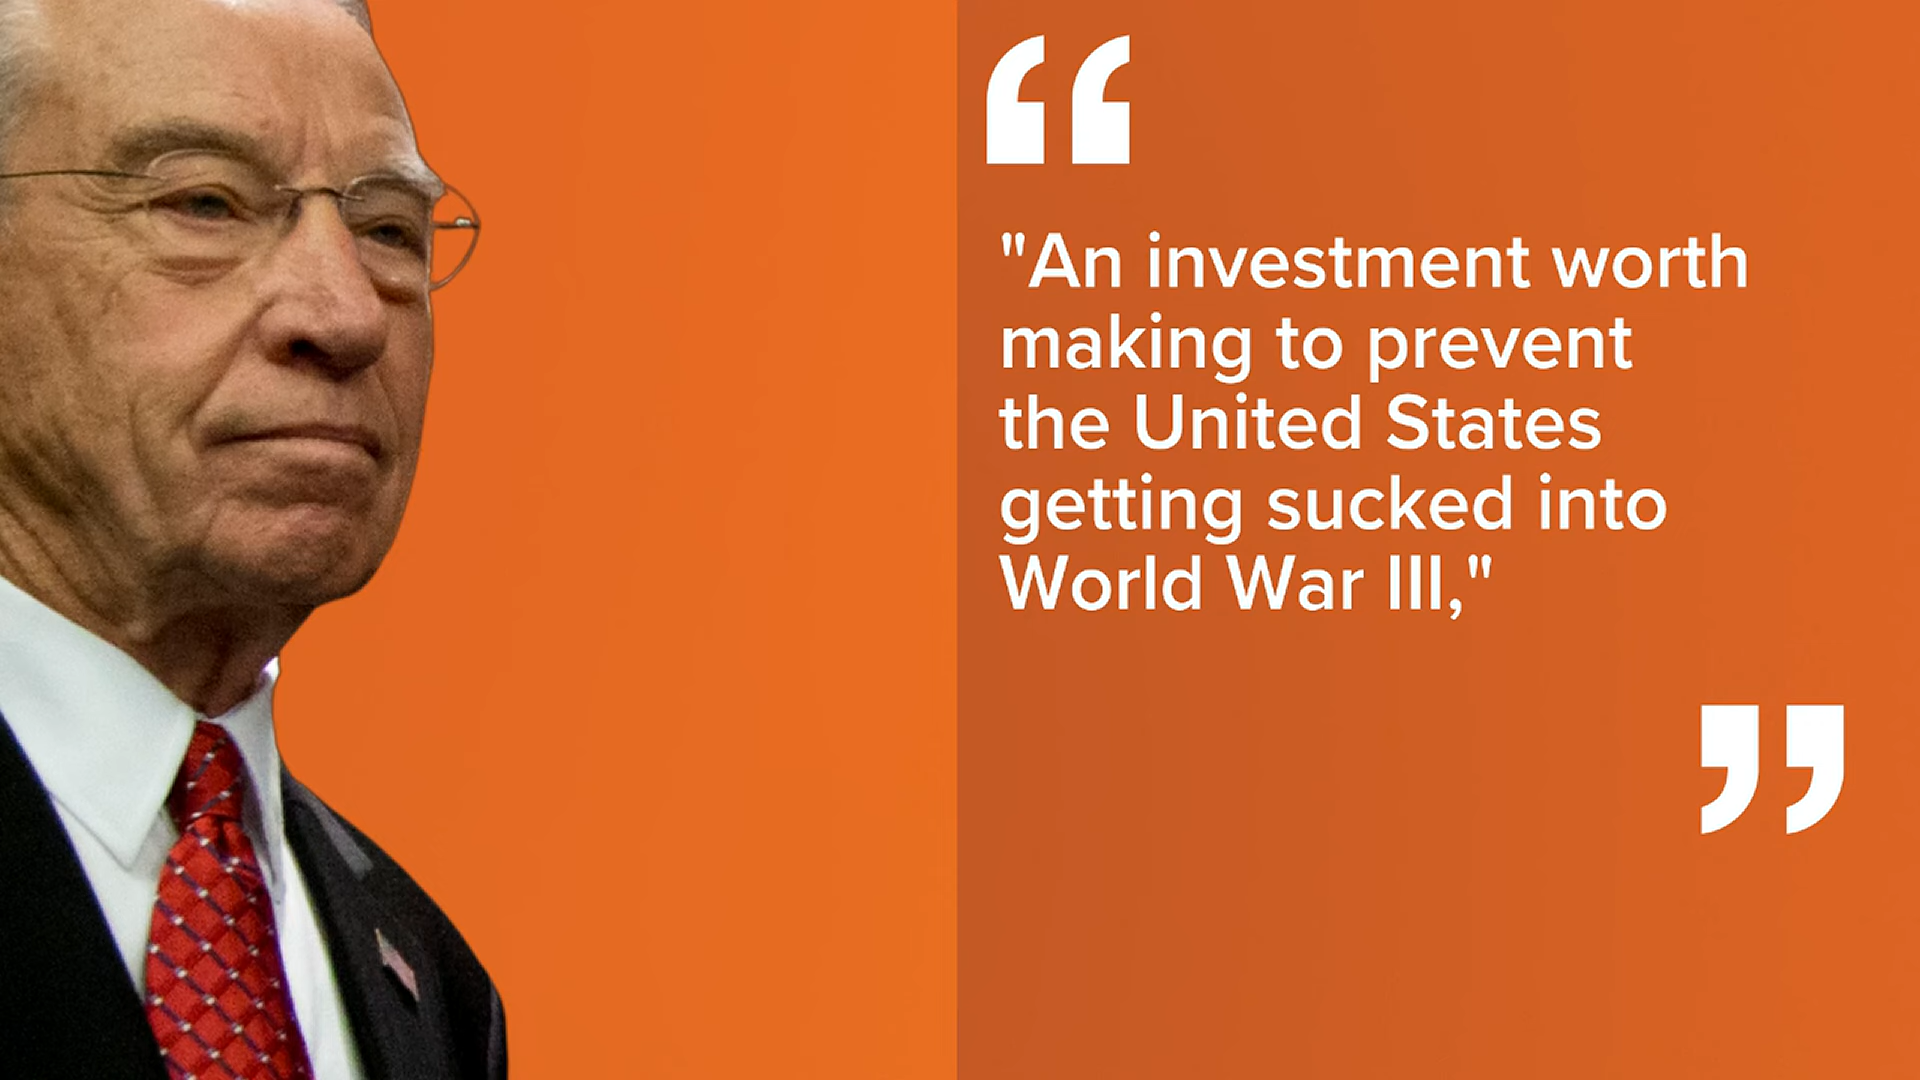 “
"An investment worth
making to prevent
the United States
getting sucked into
World War III,"
”